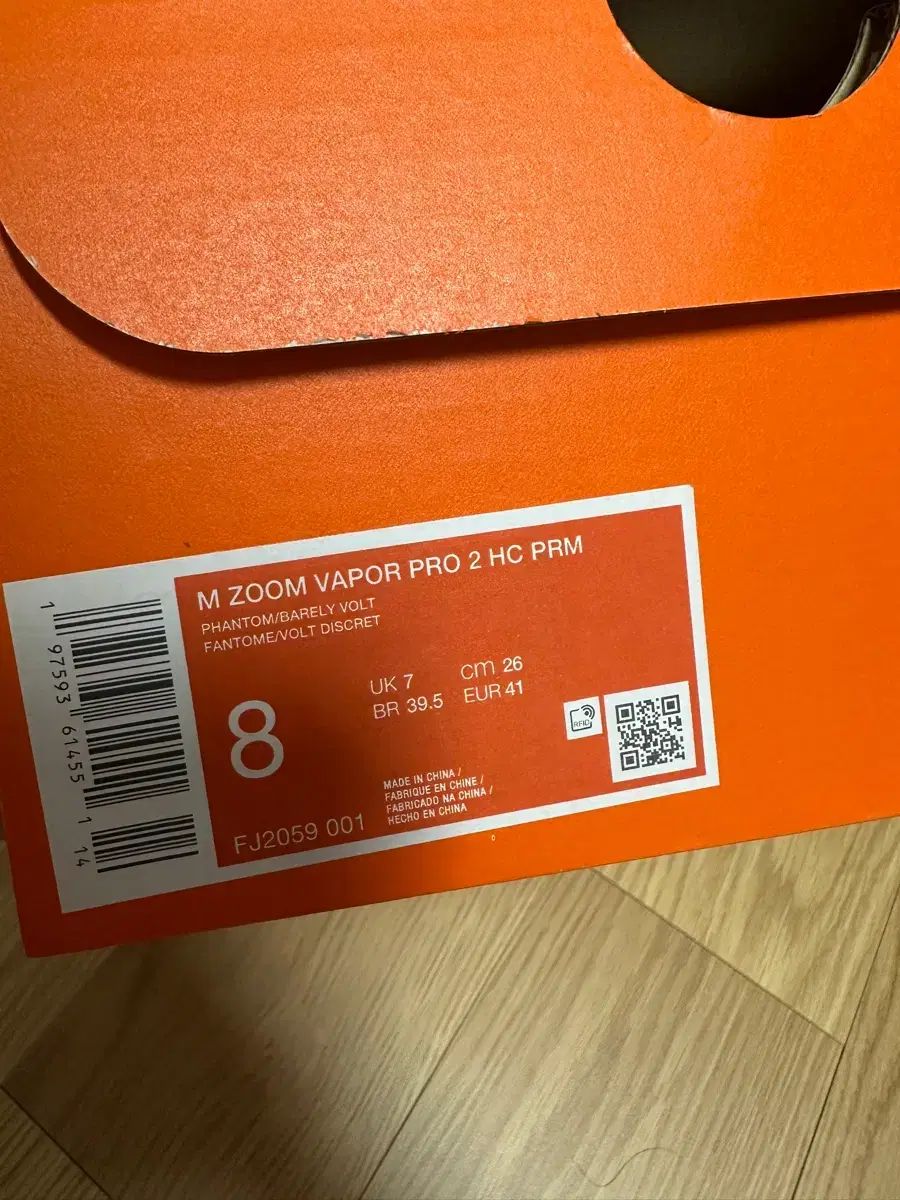 M ZOOM VAPOR PRO 2 HC PRM
PHANTOM/BARELY VOLT
FANTOME/VOLT DISCRET
8
UK 7 cm 26
BR 39.5 EUR 41
RFID
MADE IN CHINA /
FABRIQUE EN CHINE /
FABRICADO NA CHINA /
HECHO EN CHINA
FJ2059 001
1 97593 61455 1 14